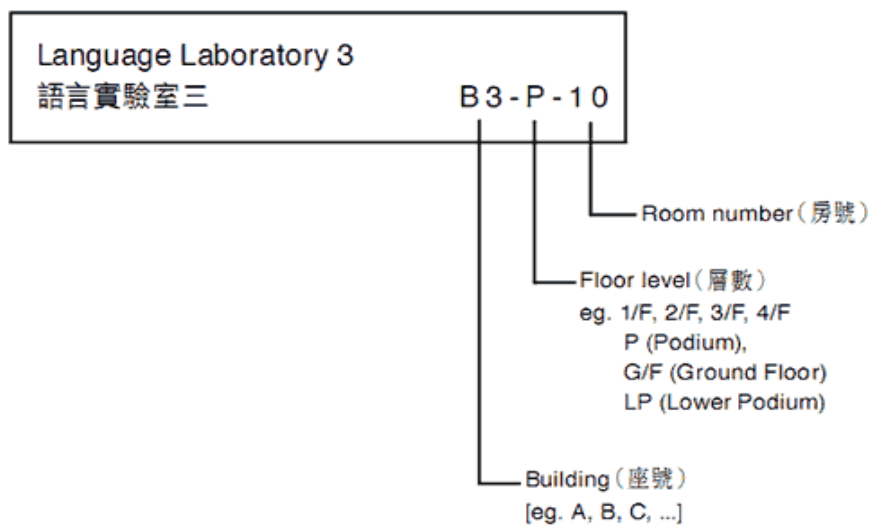 Language Laboratory 3
語言實驗室三
B3-P-10
Room number（房號）
Floor level（層數）
eg. 1/F, 2/F, 3/F, 4/F
P (Podium),
G/F (Ground Floor)
LP (Lower Podium)
Building（座號）
[eg. A, B, C, ...]